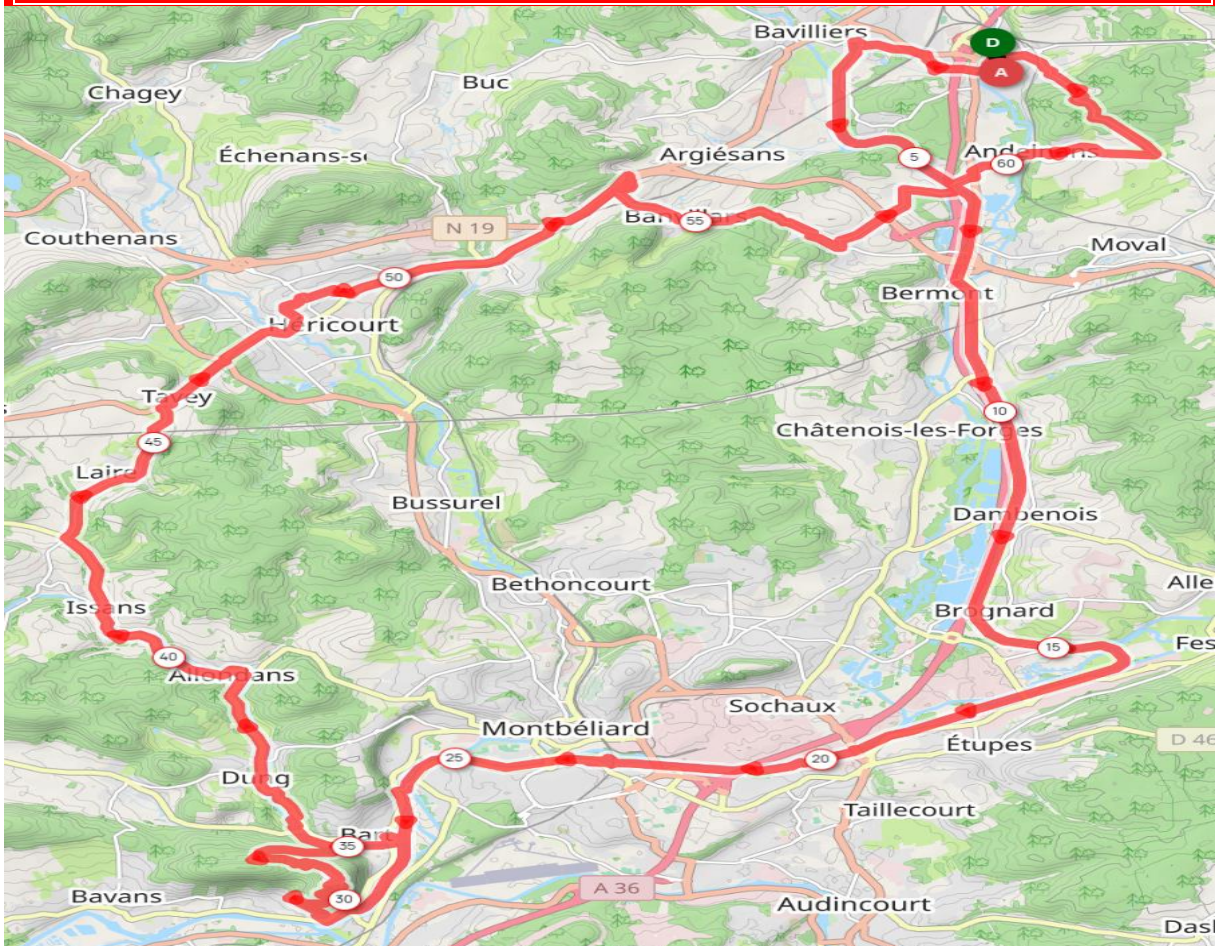 Bavilliers
D
A
Buc
Chagey
Échenans-s
Argiésans
5
60
55
N 19
Couthenans
Moval
50
Bermont
Héricourt
Tavey
10
Châtenois-les-Forges
45
Laire
Bussurel
Dambenois
Bethoncourt
Alle
Issans
Brognard
Fes
15
40
Allondans
Sochaux
Montbéliard
Étupes
D 46
25
20
Dung
Taillecourt
Bart
35
A 36
Bavans
30
Audincourt
Dasl